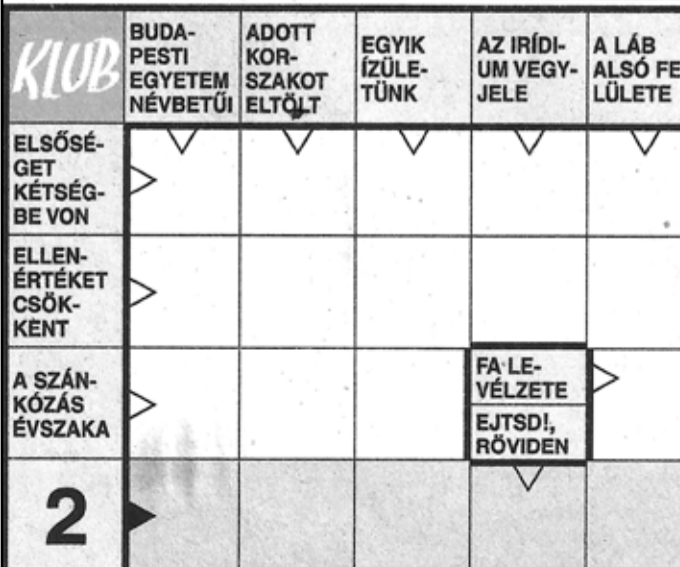 KLUB
BUDA-
PESTI
EGYETEM
NÉVBETŰI
ADOTT
KOR-
SZAKOT
ELTÖLT
EGYIK
ÍZÜLE-
TÜNK
AZ IRÍDI-
UM VEGY-
JELE
A LÁB
ALSÓ FE
LÜLETE
ELSŐSÉ-
GET
KÉTSÉG-
BE VON
ELLEN-
ÉRTÉKET
CSÖK-
KENT
A SZÁN-
KÓZÁS
ÉVSZAKA
FA LE-
VÉLZETE
EJTSD!,
RÖVIDEN
2